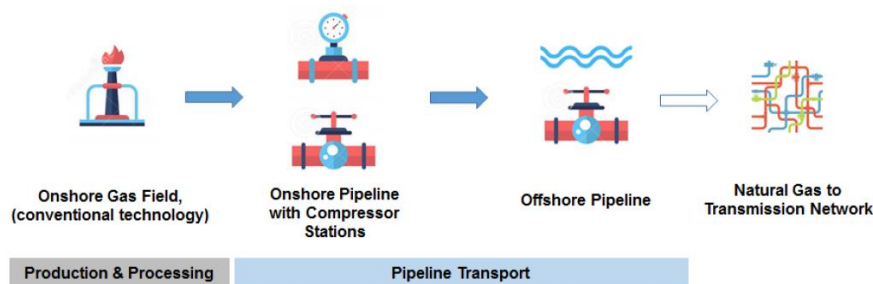 Onshore Gas Field,
(conventional technology)
Onshore Pipeline
with Compressor
Stations
Offshore Pipeline
Natural Gas to
Transmission Network
Production & Processing
Pipeline Transport